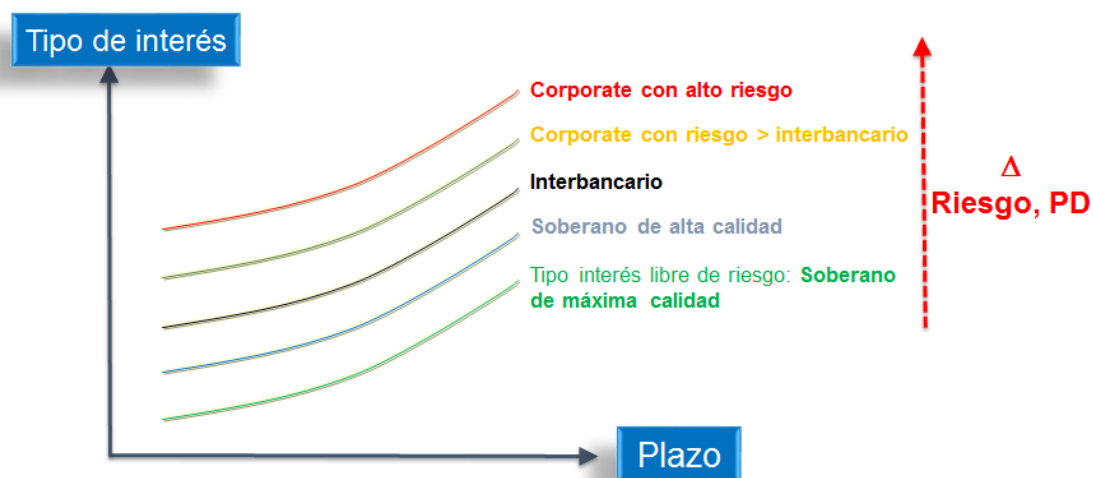 Tipo de interés
Corporate con alto riesgo
Corporate con riesgo > interbancario
Interbancario
Soberano de alta calidad
Tipo interés libre de riesgo: Soberano
de máxima calidad
Δ
Riesgo, PD
Plazo